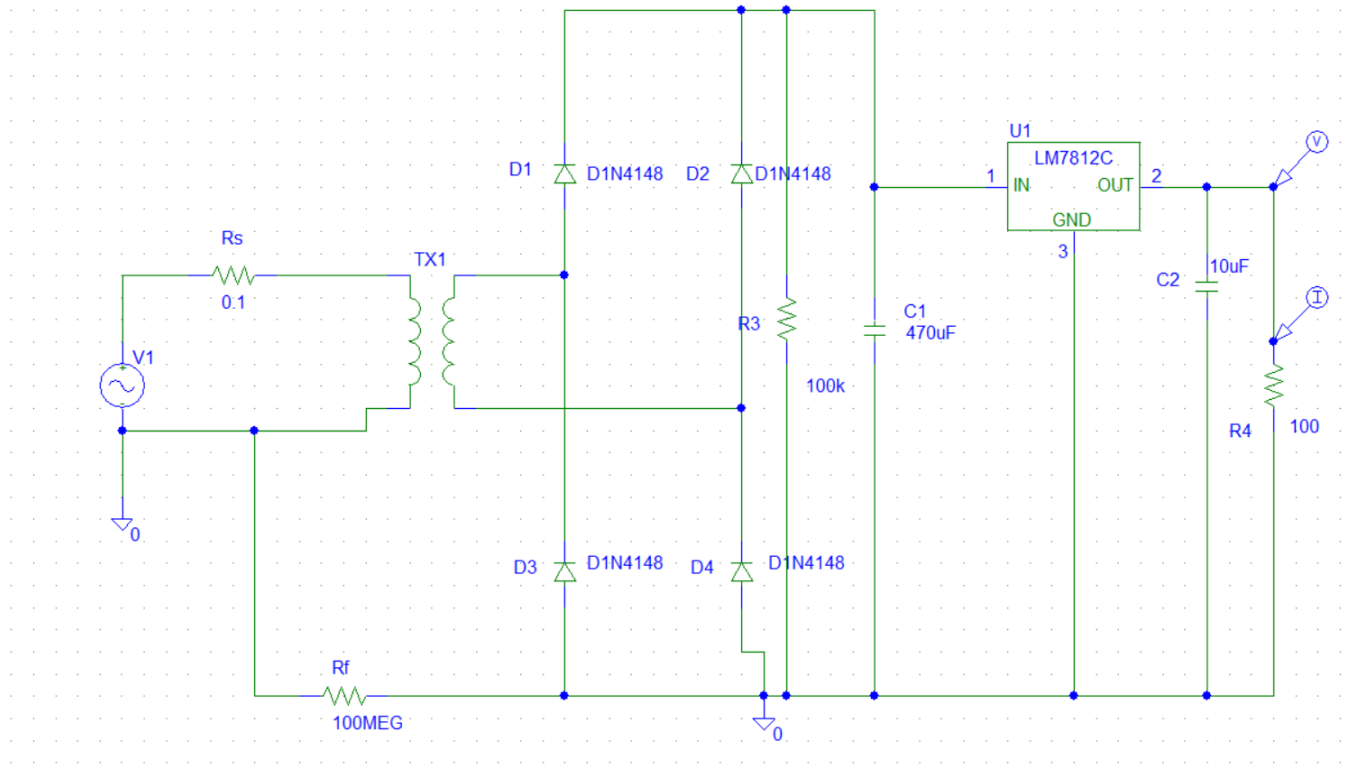 U1
LM7812C
1
IN
OUT
2
GND
3
V
D1
D1N4148
D2
D1N4148
Rs
0.1
TX1
10uF
C2
I
R3
C1
470uF
V1
100k
R4
100
0
D3
D1N4148
D4
D1N4148
Rf
100MEG
0